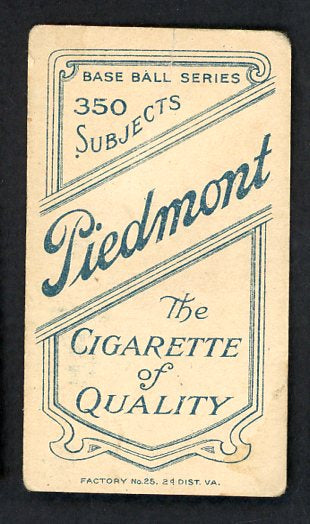 BASE BALL SERIES
350
SUBJECTS
Piedmont
The
CIGARETTE
of
QUALITY
FACTORY No. 25, 2d DIST. VA.